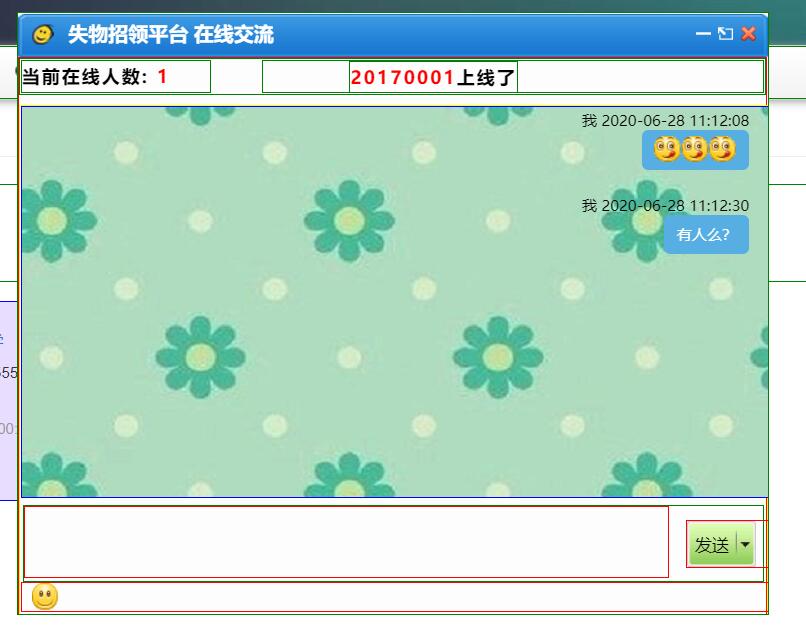 失物招领平台 在线交流
当前在线人数: 1
20170001上线了
我 2020-06-28 11:12:08
我 2020-06-28 11:12:30
有人么?
555
00:
发送